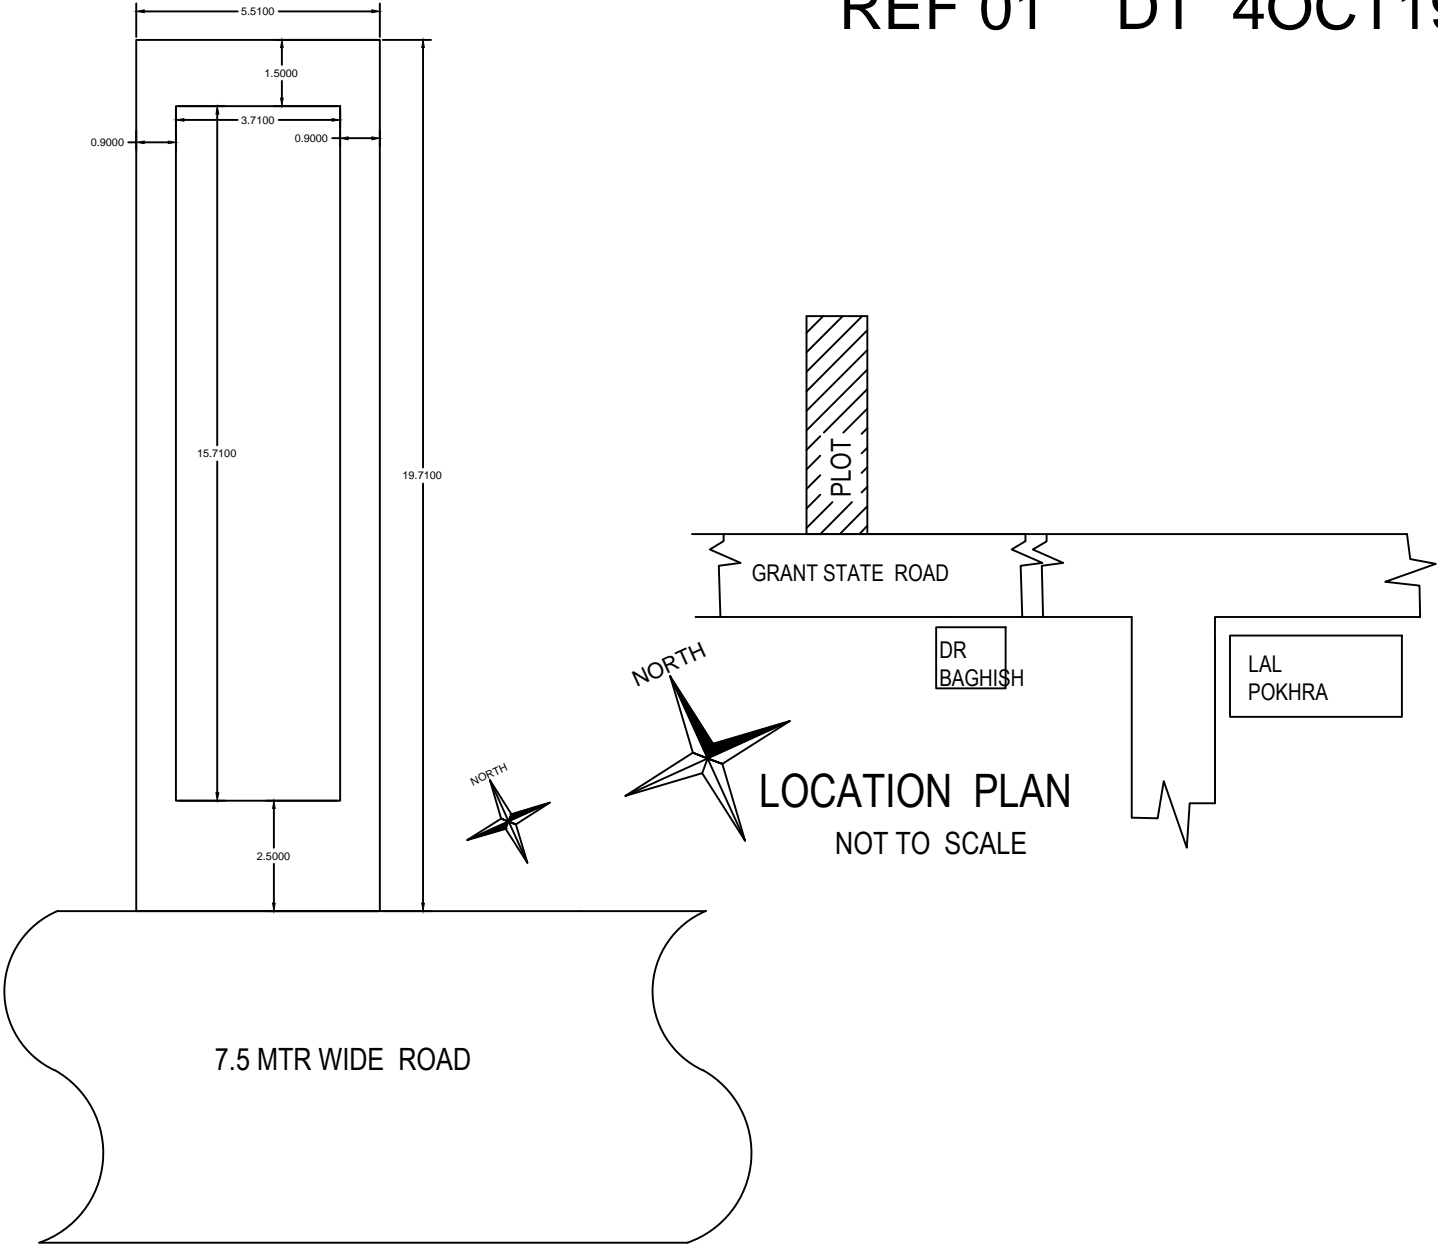 REF 01 DT 4OCT19
5.5100
1.5000
3.7100
0.9000
0.9000
15.7100
19.7100
2.5000
7.5 MTR WIDE ROAD
NORTH
PLOT
GRANT STATE ROAD
DR
BAGHISH
LAL
POKHRA
NORTH
LOCATION PLAN
NOT TO SCALE